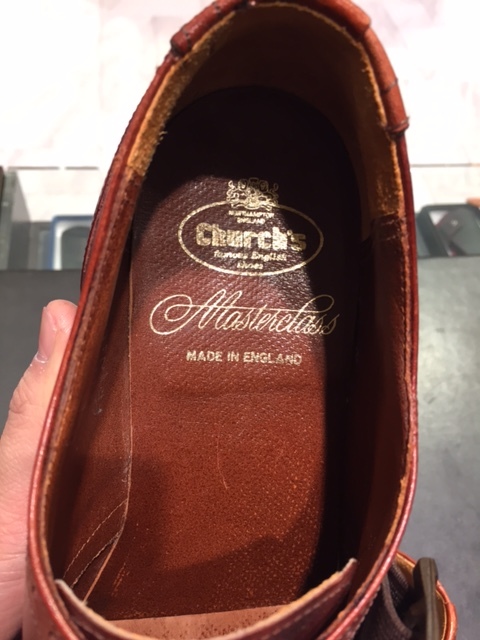 NORTHAMPTON
ENGLAND
Church's
famous English
shoes
Masterclass
MADE IN ENGLAND